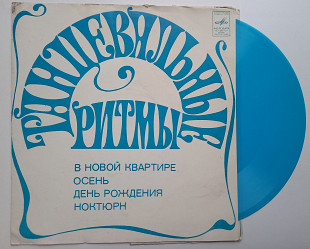 ТАНЦЕВАЛЬНЫЕ
РИТМЫ
В НОВОЙ КВАРТИРЕ
ОСЕНЬ
ДЕНЬ РОЖДЕНИЯ
НОКТЮРН